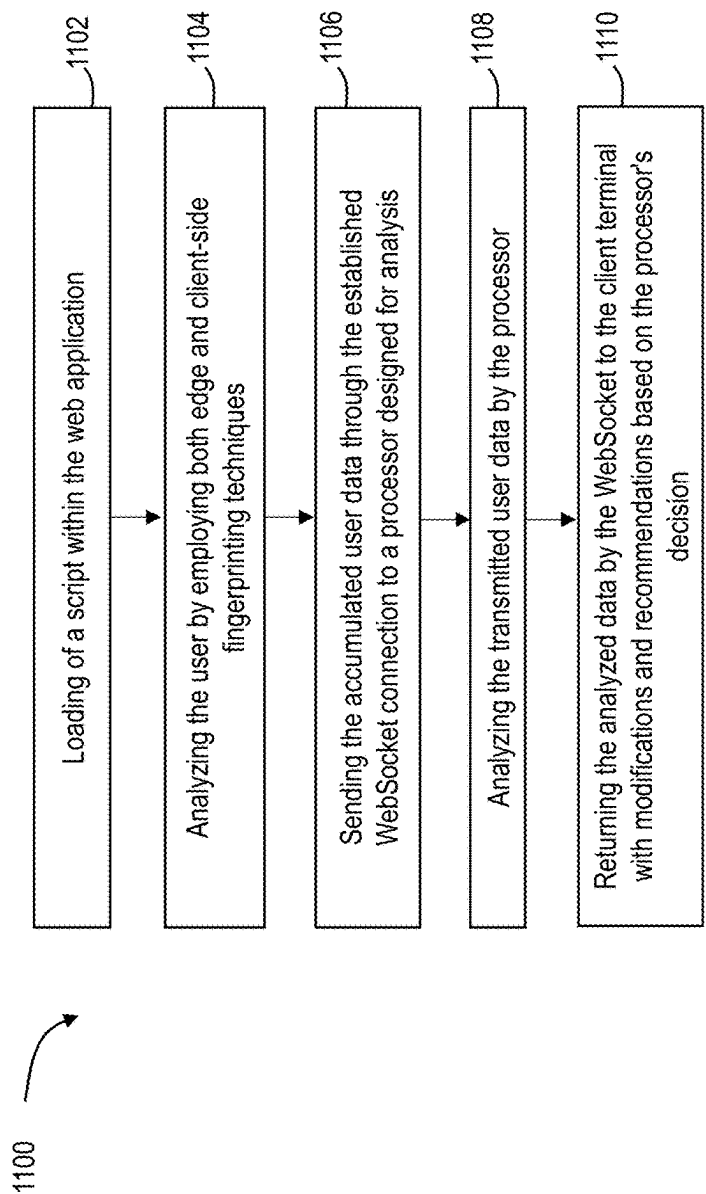 1100
Loading of a script within the web application
1102
Analyzing the user by employing both edge and client-side
fingerprinting techniques
1104
Sending the accumulated user data through the established
WebSocket connection to a processor designed for analysis
1106
Analyzing the transmitted user data by the processor
1108
Returning the analyzed data by the WebSocket to the client terminal
with modifications and recommendations based on the processor's
decision
1110